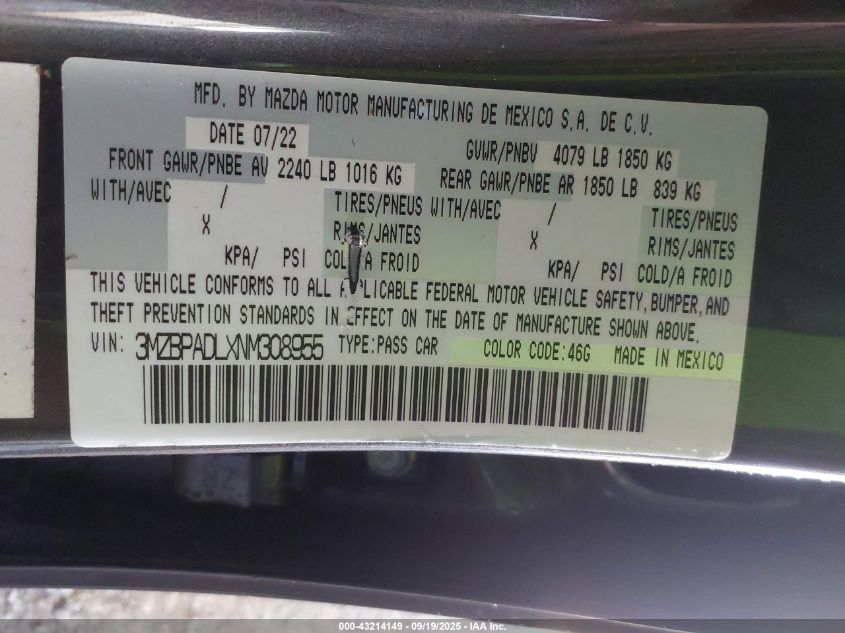 MFD. BY MAZDA MOTOR MANUFACTURING DE MEXICO S.A. DE C.V.
DATE 07/22 GVWR/PNBV 4079 LB 1850 KG
FRONT GAWR/PNBE AV 2240 LB 1016 KG REAR GAWR/PNBE AR 1850 LB 839 KG
WITH/AVEC / TIRES/PNEUS WITH/AVEC / TIRES/PNEUS
X RIMS/JANTES X RIMS/JANTES
KPA/ PSI COLD/A FROID KPA/ PSI COLD/A FROID
THIS VEHICLE CONFORMS TO ALL APPLICABLE FEDERAL MOTOR VEHICLE SAFETY, BUMPER, AND
THEFT PREVENTION STANDARDS IN EFFECT ON THE DATE OF MANUFACTURE SHOWN ABOVE.
VIN: 3MZBPADLXNM308955 TYPE:PASS CAR COLOR CODE:46G MADE IN MEXICO
000-43214149 - 09/19/2025 - IAA Inc.